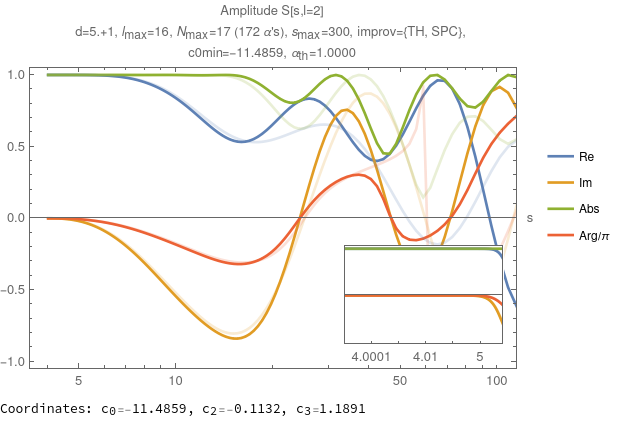 Amplitude S[s,l=2]
d=5.+1, lmax=16, Nmax=17 (172 α's), smax=300, improv={TH, SPC},
c0min=-11.4859, αth=1.0000
1.0
0.5
0.0
-0.5
-1.0
5
10
50
100
s
4.0001
4.01
5
Re
Im
Abs
Arg/π
Coordinates: c0=-11.4859, c2=-0.1132, c3=1.1891